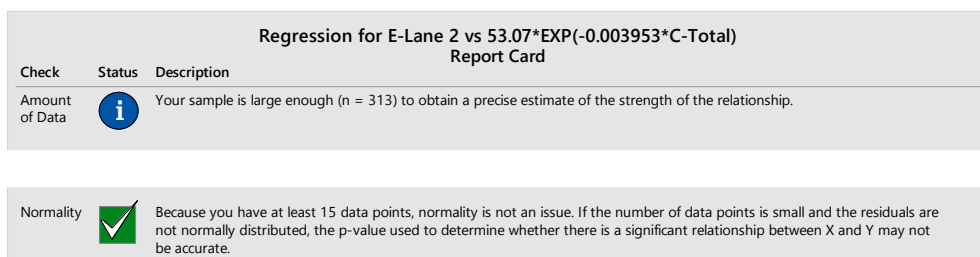 Regression for E-Lane 2 vs 53.07*EXP(-0.003953*C-Total)
Report Card
Check Status Description
Amount
of Data
i
Your sample is large enough (n = 313) to obtain a precise estimate of the strength of the relationship.
Normality
Because you have at least 15 data points, normality is not an issue. If the number of data points is small and the residuals are
not normally distributed, the p-value used to determine whether there is a significant relationship between X and Y may not
be accurate.